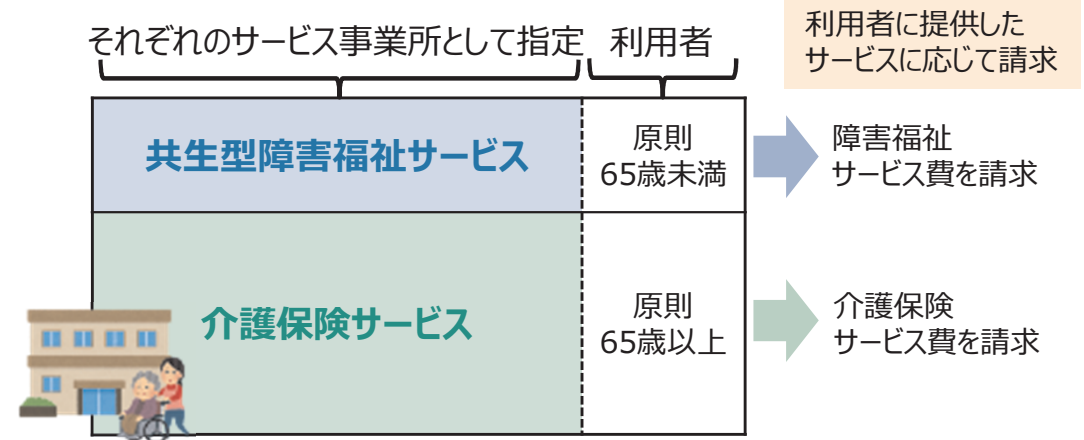 それぞれのサービス事業所として指定
利用者
利用者に提供した
サービスに応じて請求
共生型障害福祉サービス
原則
65歳未満
障害福祉
サービス費を請求
介護保険サービス
原則
65歳以上
介護保険
サービス費を請求